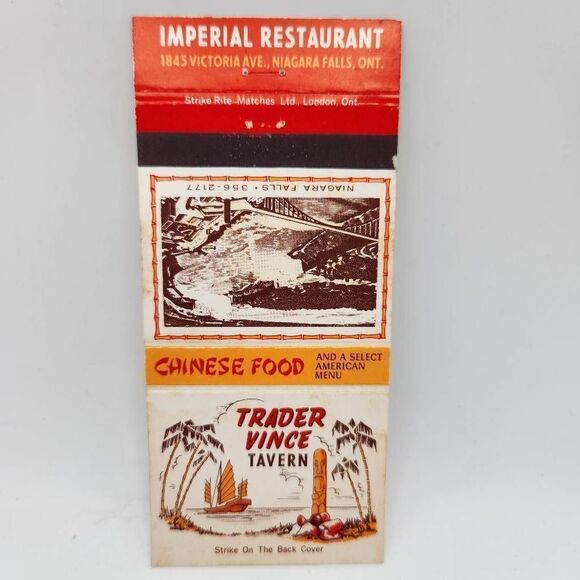 IMPERIAL RESTAURANT
1845 VICTORIA AVE., NIAGARA FALLS, ONT.
Strike Rite Matches Ltd., London, Ont.
NIAGARA FALLS • 356-2177
CHINESE FOOD
AND A SELECT
AMERICAN
MENU
TRADER
VINCE
TAVERN
Strike On The Back Cover